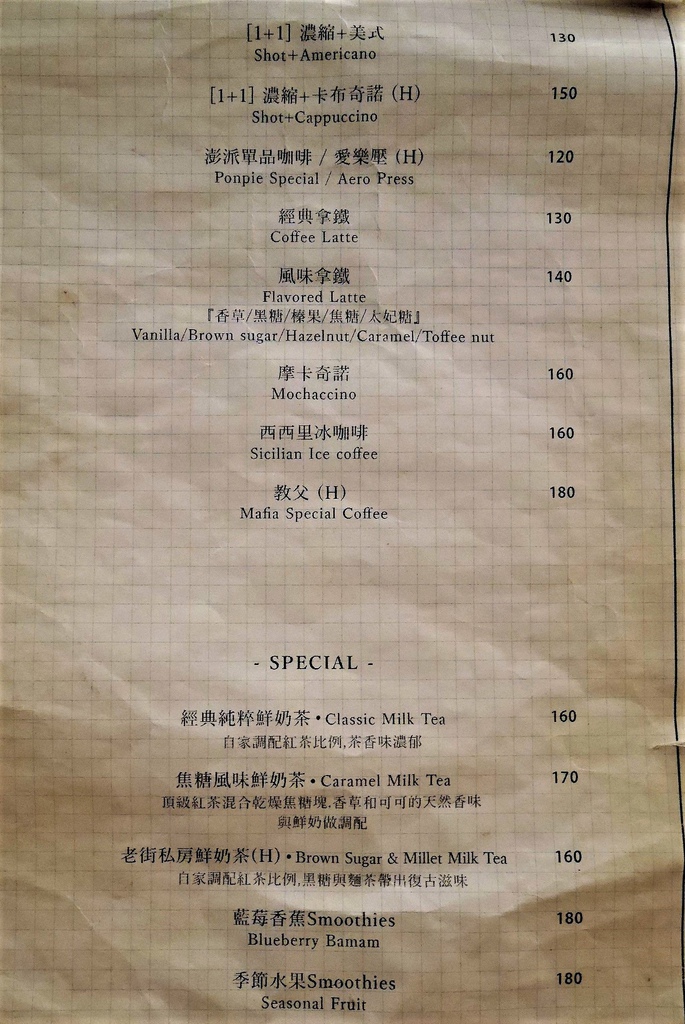 [1+1] 濃縮+美式 130
Shot+Americano
[1+1] 濃縮+卡布奇諾 (H) 150
Shot+Cappuccino
澎派單品咖啡 / 愛樂壓 (H) 120
Ponpie Special / Aero Press
經典拿鐵 130
Coffee Latte
風味拿鐵 140
Flavored Latte
『香草/黑糖/榛果/焦糖/太妃糖』
Vanilla/Brown sugar/Hazelnut/Caramel/Toffee nut
摩卡奇諾 160
Mochaccino
西西里冰咖啡 160
Sicilian Ice coffee
教父 (H) 180
Mafia Special Coffee
- SPECIAL -
經典純粹鮮奶茶 • Classic Milk Tea 160
自家調配紅茶比例,茶香味濃郁
焦糖風味鮮奶茶 • Caramel Milk Tea 170
頂級紅茶混合乾燥焦糖塊.香草和可可的天然香味
與鮮奶做調配
老街私房鮮奶茶(H) • Brown Sugar & Millet Milk Tea 160
自家調配紅茶比例,黑糖與麵茶帶出復古滋味
藍莓香蕉Smoothies 180
Blueberry Bamam
季節水果Smoothies 180
Seasonal Fruit